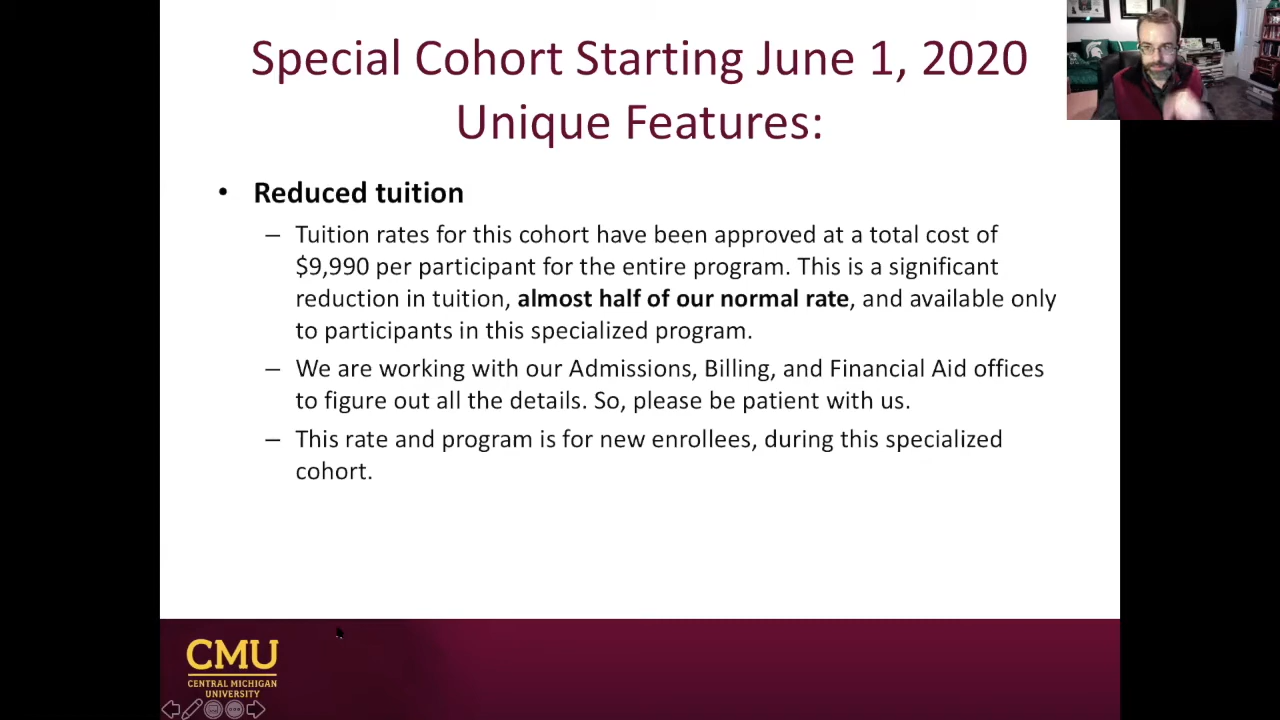 Special Cohort Starting June 1, 2020
Unique Features:
• Reduced tuition
– Tuition rates for this cohort have been approved at a total cost of
$9,990 per participant for the entire program. This is a significant
reduction in tuition, almost half of our normal rate, and available only
to participants in this specialized program.
– We are working with our Admissions, Billing, and Financial Aid offices
to figure out all the details. So, please be patient with us.
– This rate and program is for new enrollees, during this specialized
cohort.
CMU
CENTRAL MICHIGAN
UNIVERSITY